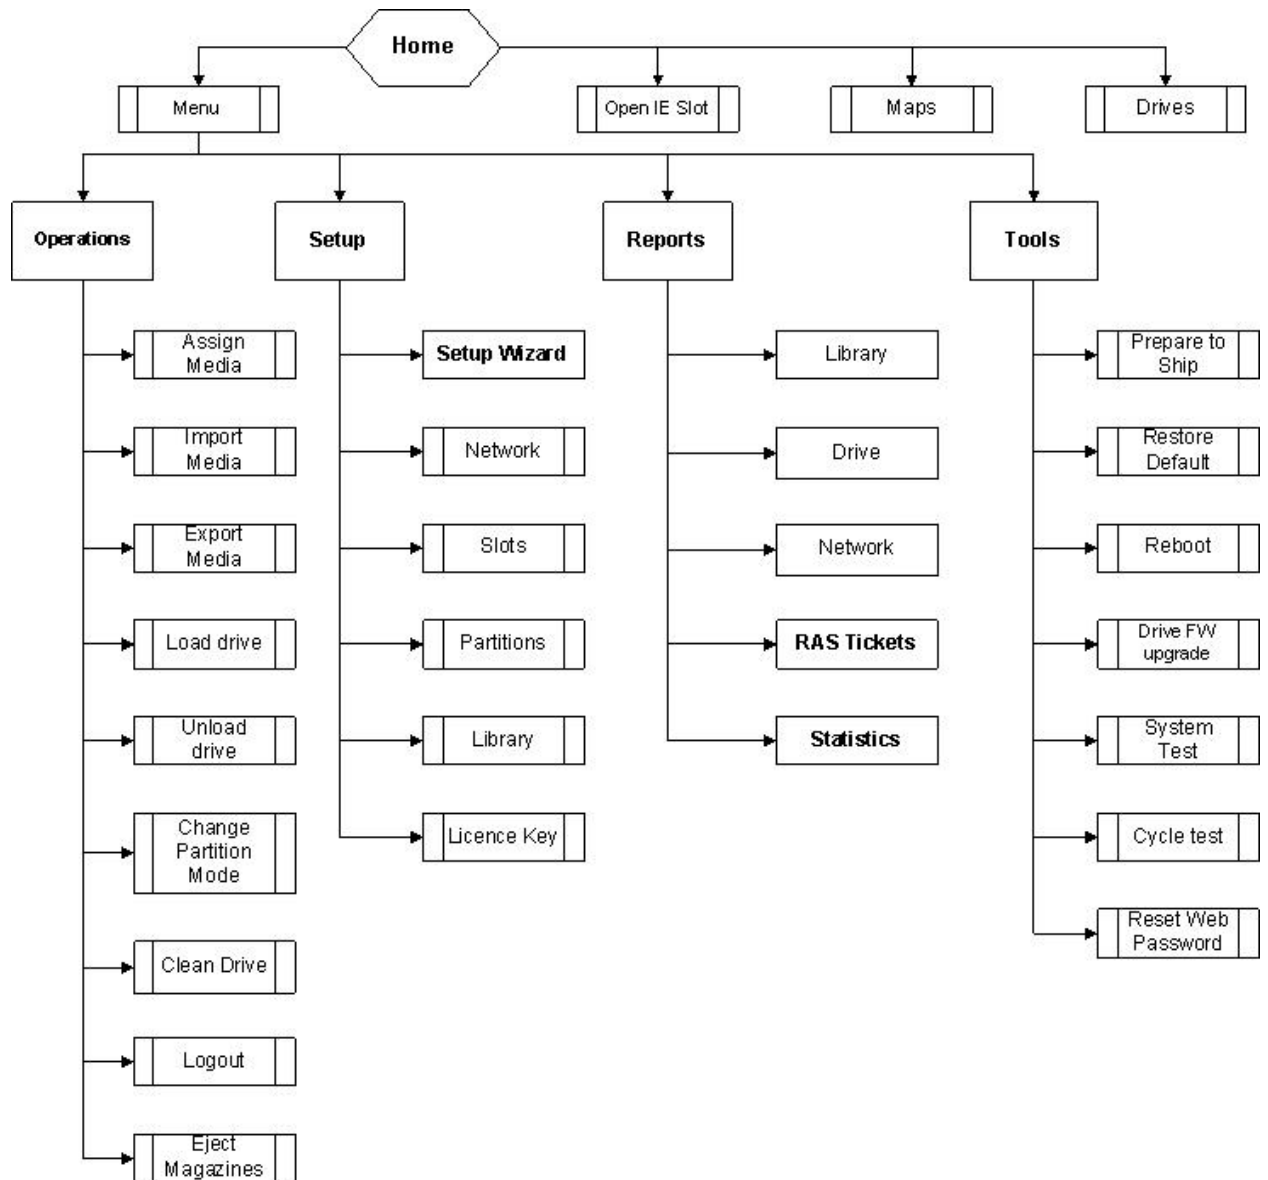 Home
Menu
Open IE Slot
Maps
Drives
Operations
Setup
Reports
Tools
Assign
Media
Import
Media
Export
Media
Load drive
Unload
drive
Change
Partition
Mode
Clean Drive
Logout
Eject
Magazines
Setup Wizard
Network
Slots
Partitions
Library
Licence Key
Library
Drive
Network
RAS Tickets
Statistics
Prepare to
Ship
Restore
Default
Reboot
Drive FW
upgrade
System
Test
Cycle test
Reset Web
Password